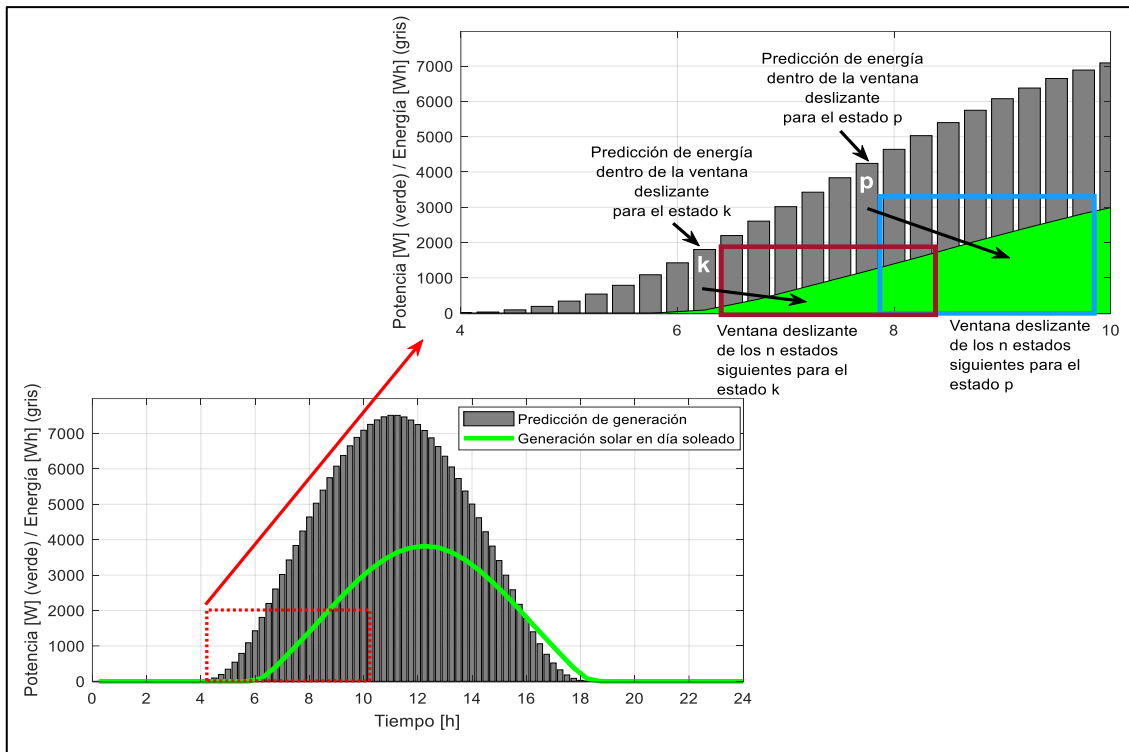 Potencia [W] (verde) / Energía [Wh] (gris)
7000
6000
5000
4000
3000
2000
1000
0
4
6
8
10
Predicción de energía
dentro de la ventana
deslizante
para el estado p
Predicción de energía
dentro de la ventana
deslizante
para el estado k
p
k
Ventana deslizante
de los n estados
siguientes para el
estado k
Ventana deslizante
de los n estados
siguientes para el
estado p
Potencia [W] (verde) / Energía [Wh] (gris)
7000
6000
5000
4000
3000
2000
1000
0
Predicción de generación
Generación solar en día soleado
0
2
4
6
8
10
12
14
16
18
20
22
24
Tiempo [h]